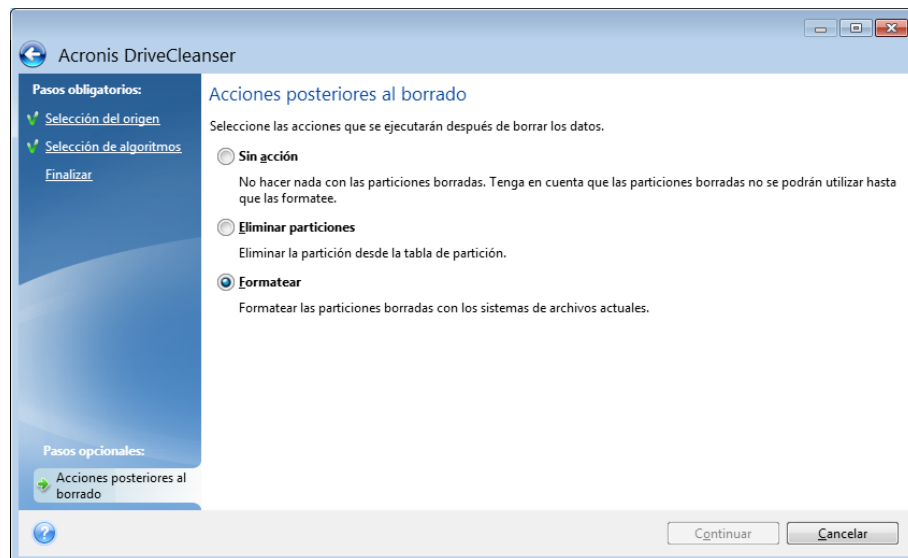 Acronis DriveCleanser
Pasos obligatorios:
Selección del origen
Selección de algoritmos
Finalizar
Acciones posteriores al borrado
Seleccione las acciones que se ejecutarán después de borrar los datos.
Sin acción
No hacer nada con las particiones borradas. Tenga en cuenta que las particiones borradas no se podrán utilizar hasta
que las formatee.
Eliminar particiones
Eliminar la partición desde la tabla de partición.
Formatear
Formatear las particiones borradas con los sistemas de archivos actuales.
Pasos opcionales:
Acciones posteriores al
borrado
Continuar
Cancelar